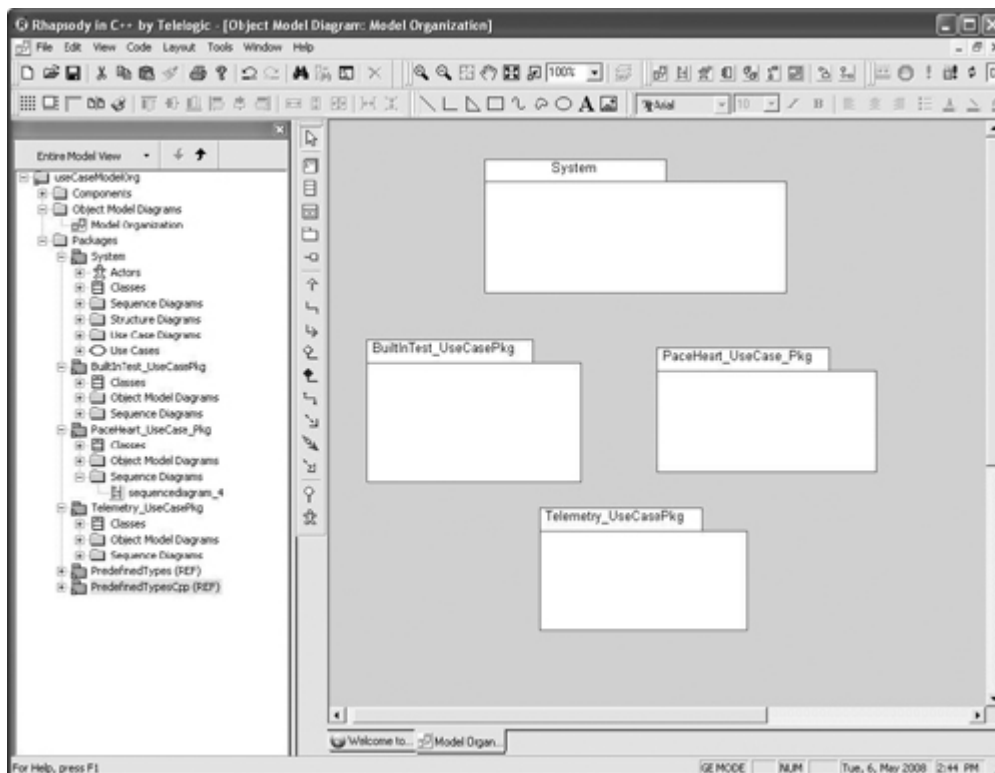 Rhapsody in C++ by Telelogic - [Object Model Diagram: Model Organization]
File Edit View Code Layout Tools Window Help
100%
Arial 10
Entire Model View
useCaseModelOrg
Components
Object Model Diagrams
Model Organization
Packages
System
Actors
Classes
Sequence Diagrams
Structure Diagrams
Use Case Diagrams
Use Cases
BuiltInTest_UseCasePkg
Classes
Object Model Diagrams
Sequence Diagrams
PaceHeart_UseCase_Pkg
Classes
Object Model Diagrams
Sequence Diagrams
sequencediagram_4
Telemetry_UseCasePkg
Classes
Object Model Diagrams
Sequence Diagrams
PredefinedTypes (REF)
PredefinedTypesCpp (REF)
System
BuiltInTest_UseCasePkg
PaceHeart_UseCase_Pkg
Telemetry_UseCasePkg
Welcome to... Model Organ...
For Help, press F1
GE MODE NUM Tue, 6, May 2008 2:44 PM